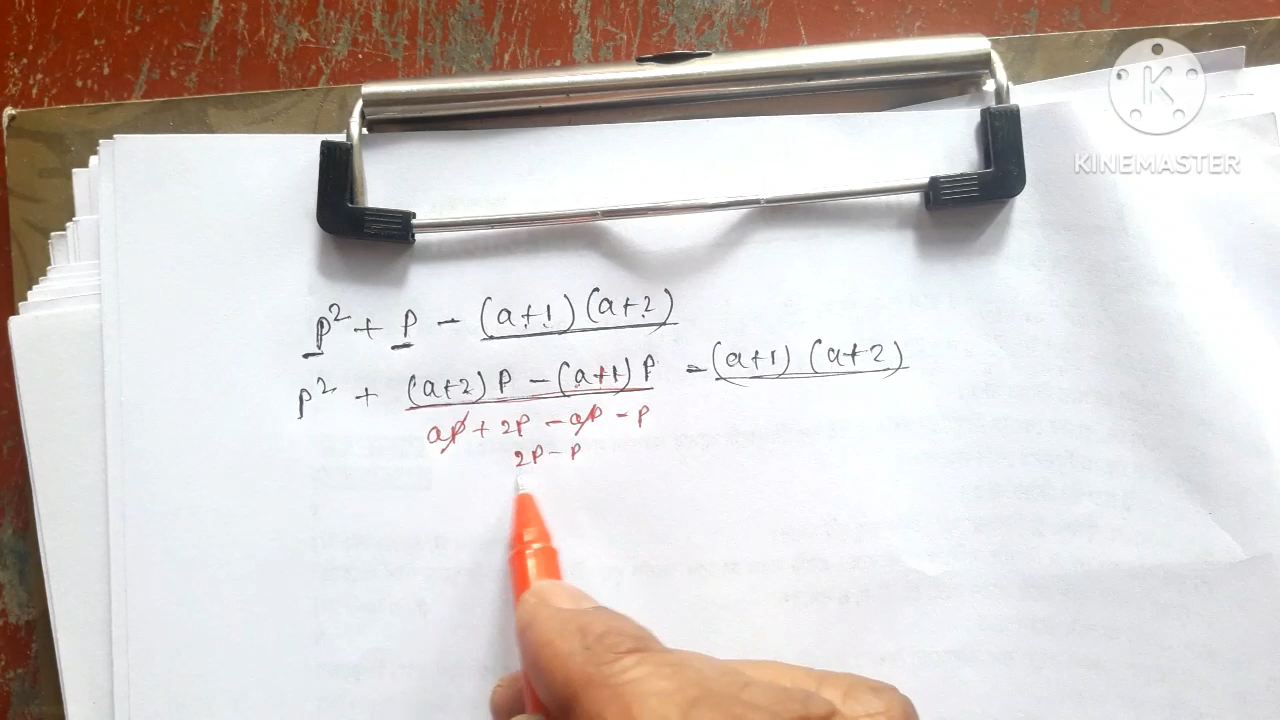 K
KINEMASTER
p² + p - (a+1)(a+2)
p² + (a+2)p - (a+1)p - (a+1)(a+2)
ap + 2p - ap - p
2p - p